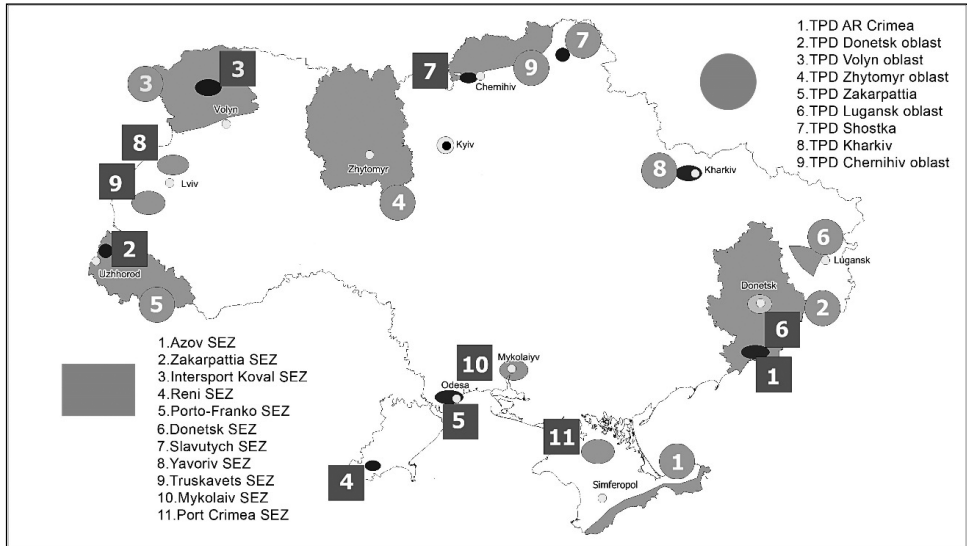 1.TPD AR Crimea
2.TPD Donetsk oblast
3.TPD Volyn oblast
4.TPD Zhytomyr oblast
5.TPD Zakarpattia
6.TPD Lugansk oblast
7.TPD Shostka
8.TPD Kharkiv
9.TPD Chernihiv oblast
3
3
Volyn
7
7
9
Chernihiv
8
9
Lviv
Kyiv
Zhytomyr
4
8
Kharkiv
2
Uzhhorod
5
6
Lugansk
Donetsk
2
6
1
1.Azov SEZ
2.Zakarpattia SEZ
3.Intersport Koval SEZ
4.Reni SEZ
5.Porto-Franko SEZ
6.Donetsk SEZ
7.Slavutych SEZ
8.Yavoriv SEZ
9.Truskavets SEZ
10.Mykolaiv SEZ
11.Port Crimea SEZ
10
Mykolaiyv
Odesa
5
4
11
1
Simferopol